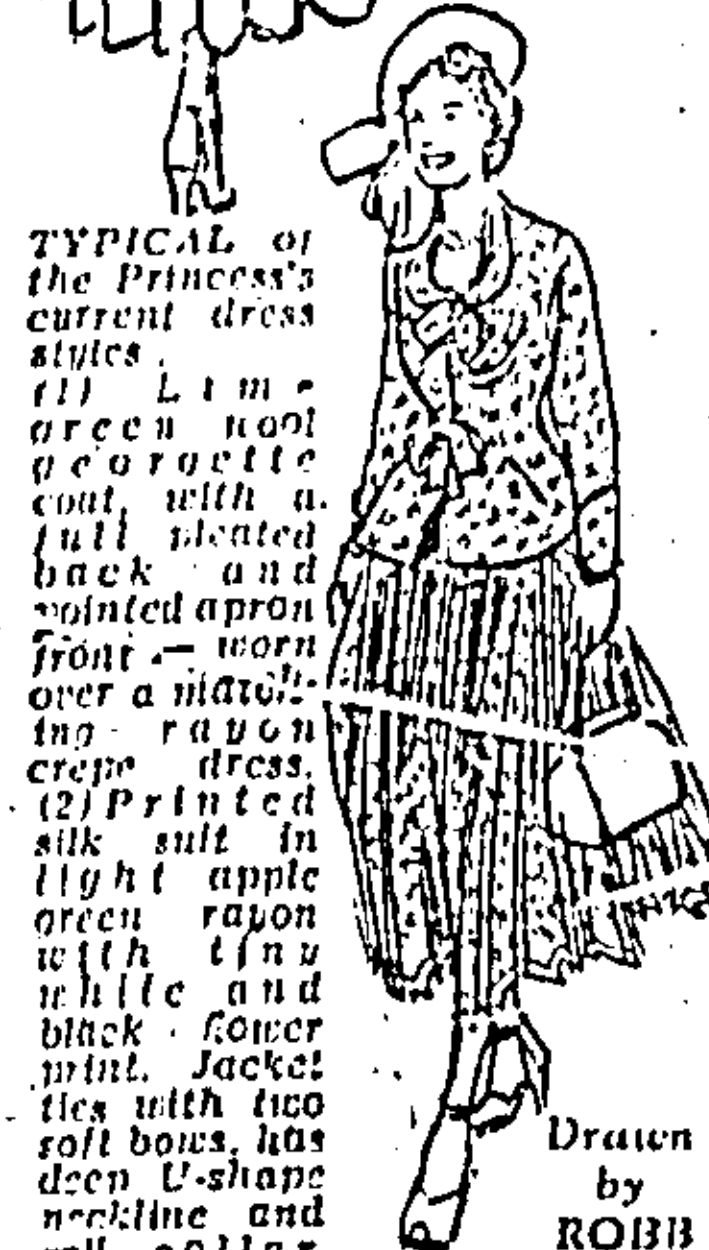 TYPICAL of
the Princess's
current dress
styles.
(1) Lime
green wool
georgette
coat, with a
full pleated
back and
pointed apron
front — worn
over a match-
ing rayon
crepe dress.
(2) Printed
silk suit in
light apple
green rayon
with tiny
white and
black flower
print. Jacket
ties with two
soft bows, has
deep U-shape
neckline and
roll collar.
Drawn
by
ROBB